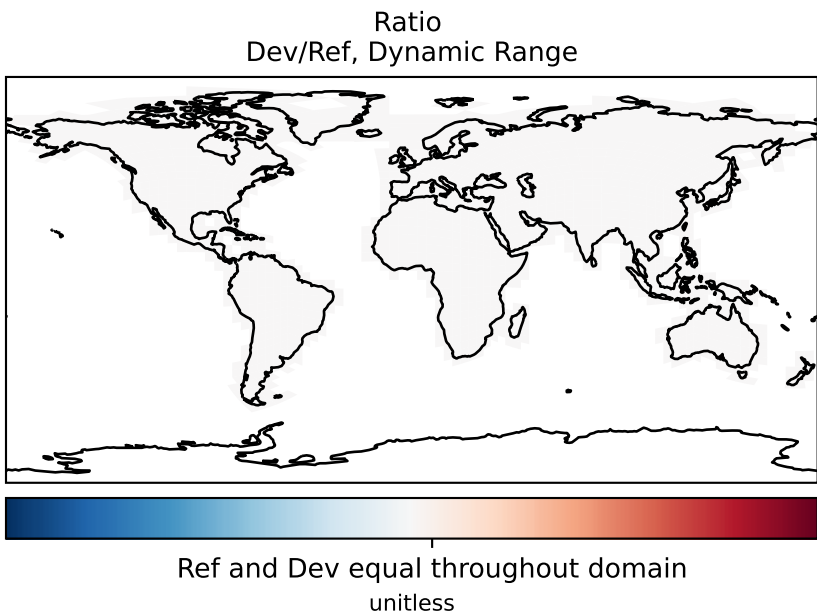 Ratio
Dev/Ref, Dynamic Range
Ref and Dev equal throughout domain
unitless